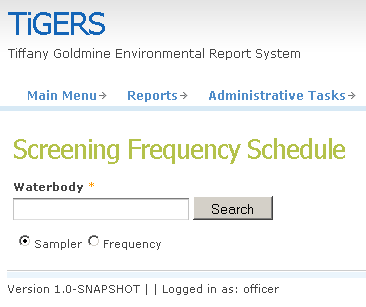 TiGERS
Tiffany Goldmine Environmental Report System
Main Menu→ Reports→ Administrative Tasks→
Screening Frequency Schedule
Waterbody *
Search
Sampler Frequency
Version 1.0-SNAPSHOT | | Logged in as: officer